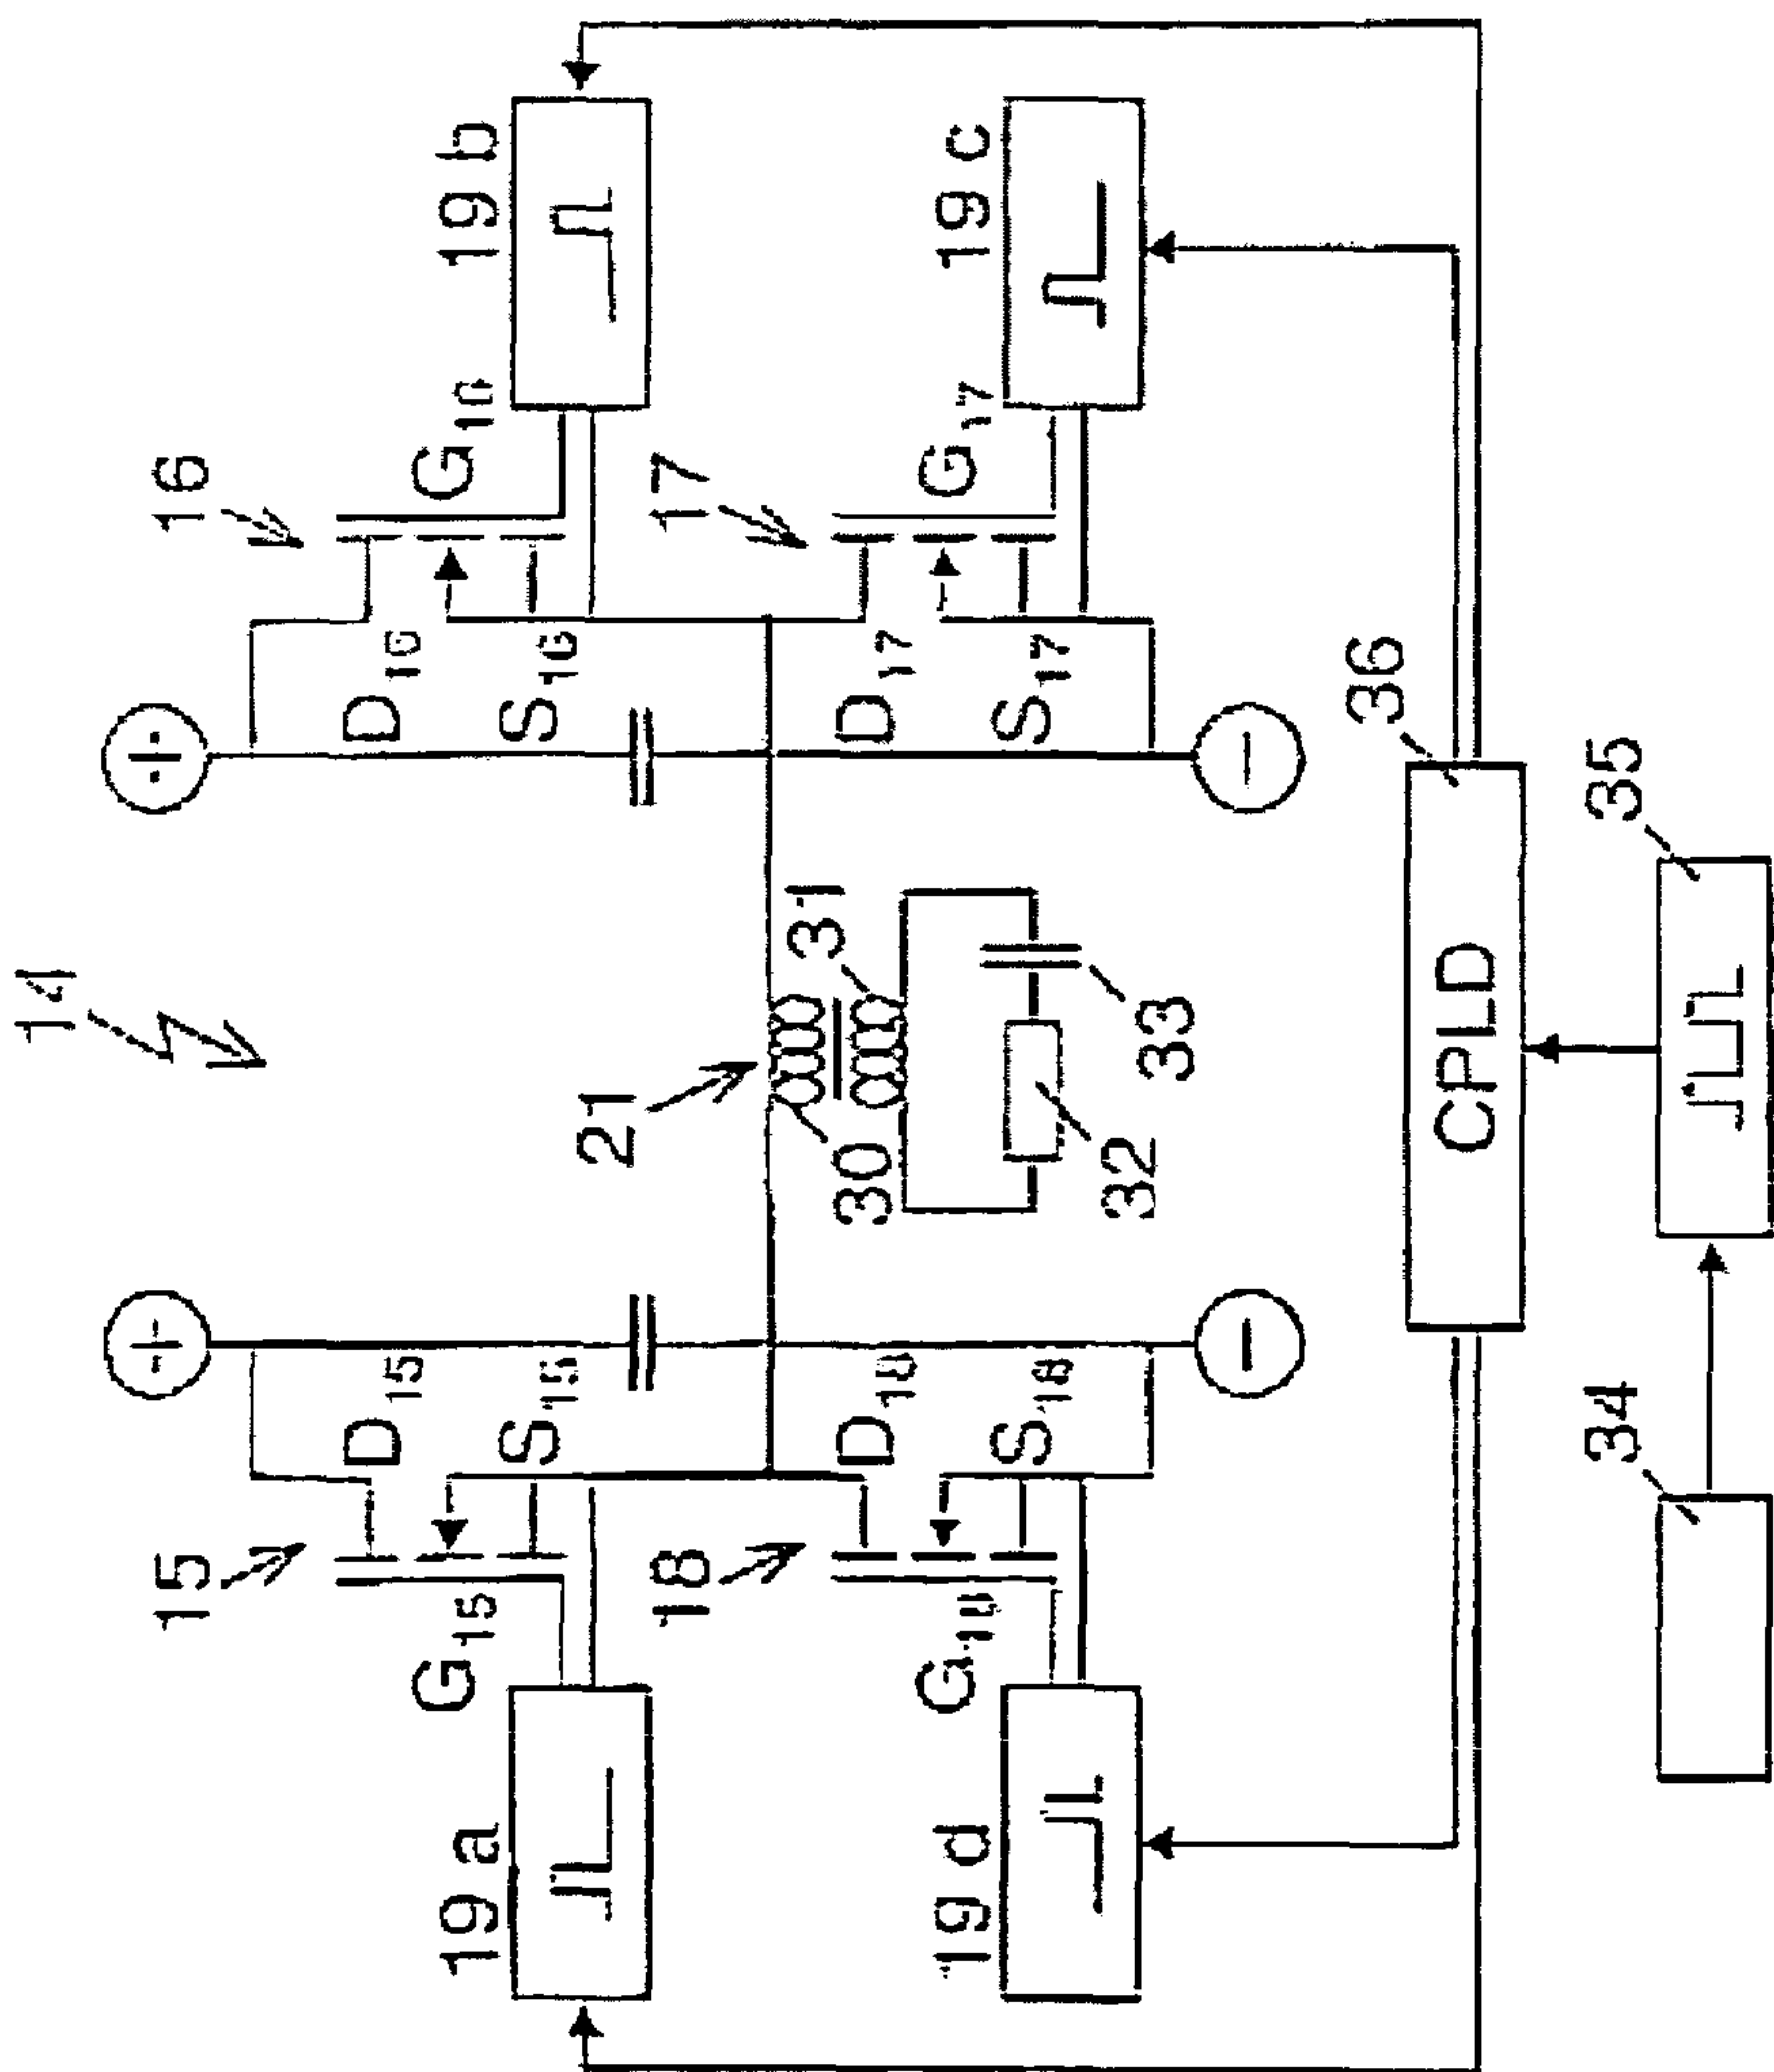 14
15
16
D15
D16
G15
G16
19 a
19 b
S15
S16
+
+
21
30
31
18
17
D18
D17
G18
G17
19 d
19 c
S18
S17
32
33
−
−
36
CPLD
34
35